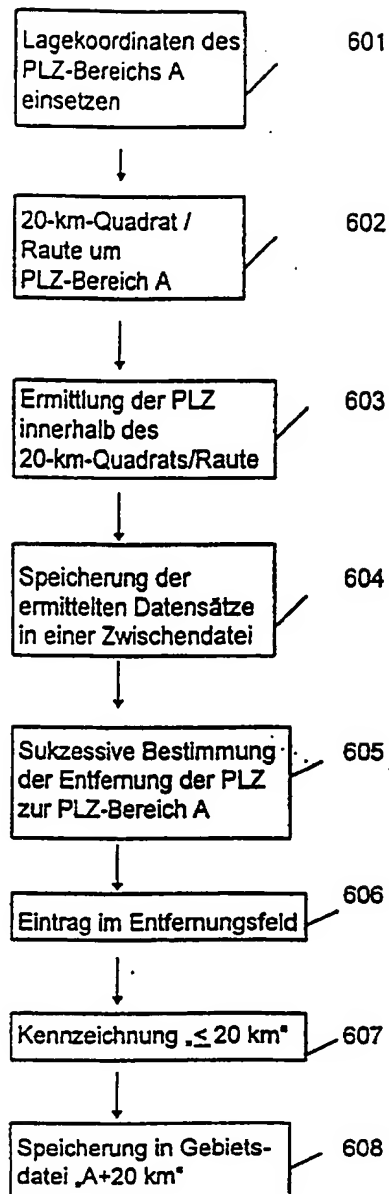 Lagekoordinaten des
PLZ-Bereichs A
einsetzen
601
20-km-Quadrat /
Raute um
PLZ-Bereich A
602
Ermittlung der PLZ
innerhalb des
20-km-Quadrats/Raute
603
Speicherung der
ermittelten Datensätze
in einer Zwischendatei
604
Sukzessive Bestimmung
der Entfernung der PLZ
zur PLZ-Bereich A
605
Eintrag im Entfernungsfeld
606
Kennzeichnung „≤ 20 km“
607
Speicherung in Gebiets-
datei „A+20 km“
608